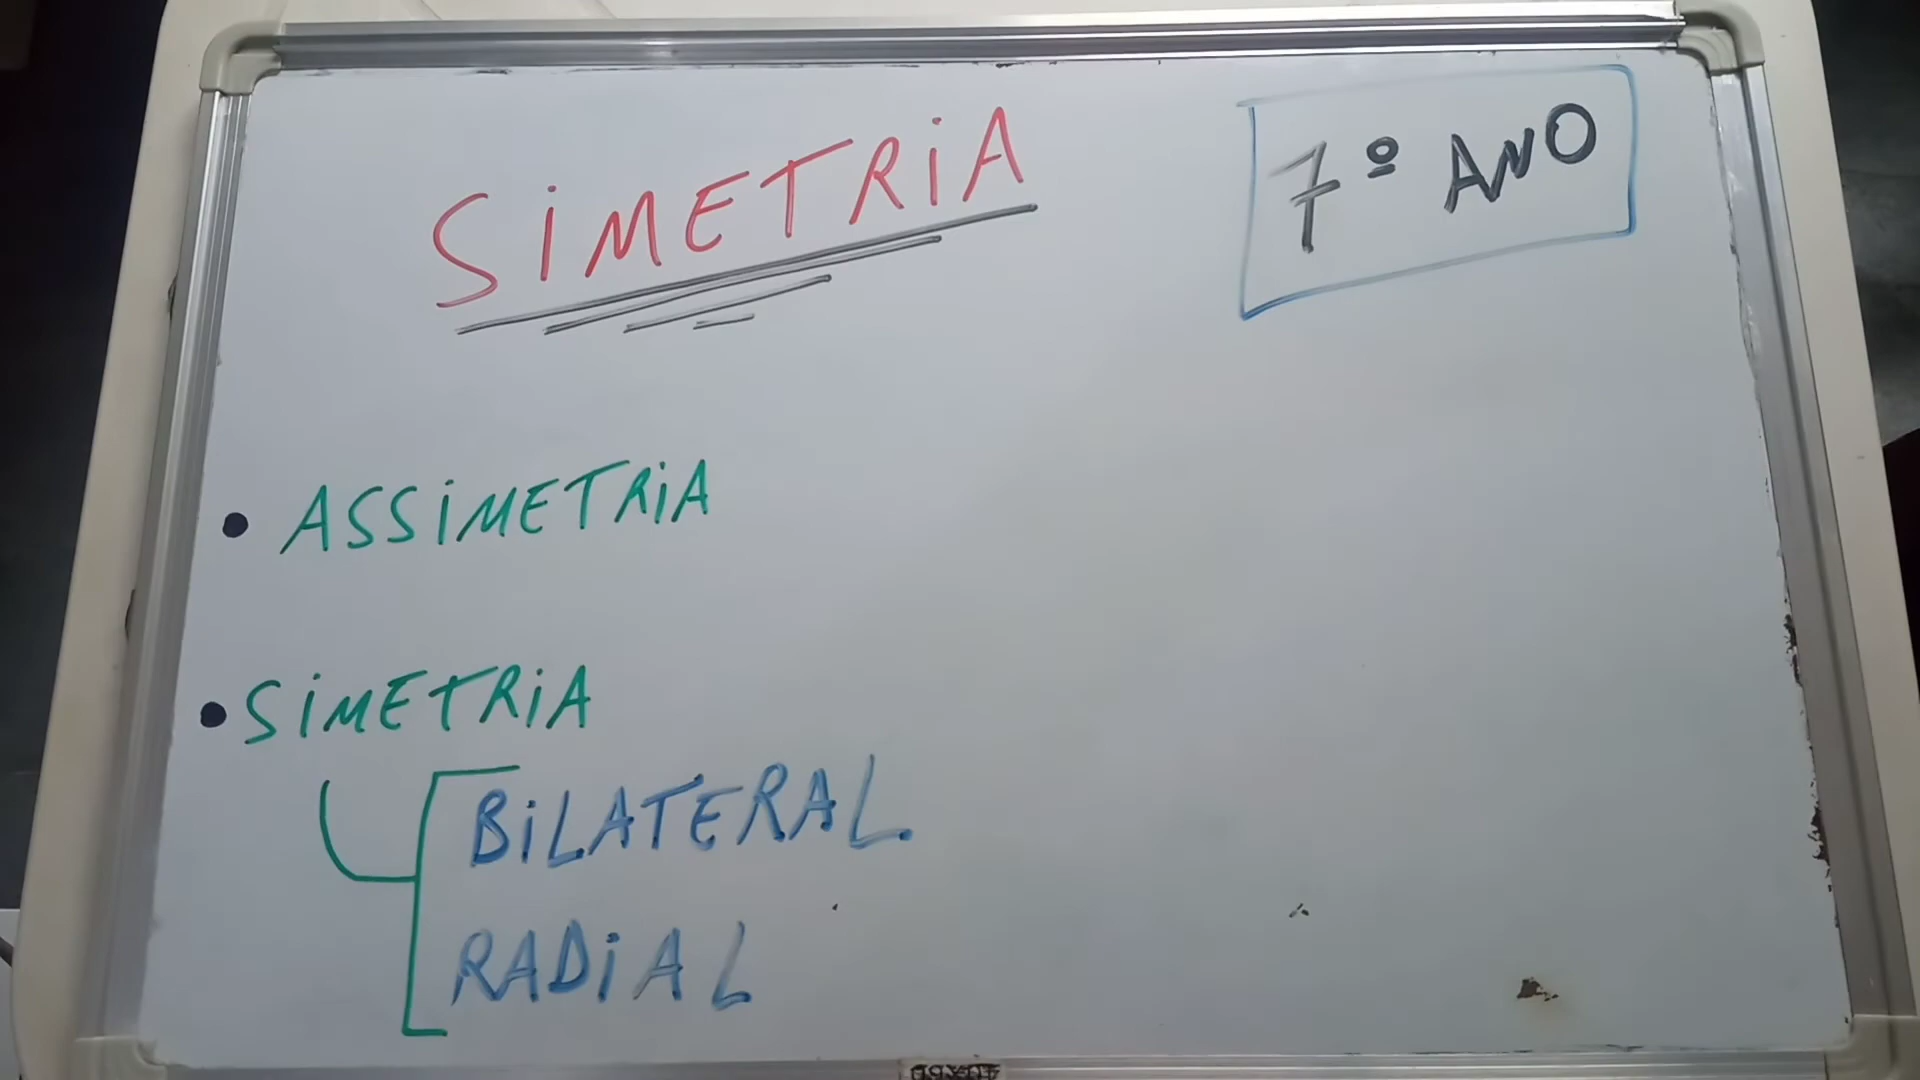 SiMETRiA
7º ANO
• ASSiMETRiA
• SiMETRiA
BiLATERAL
RADiAL